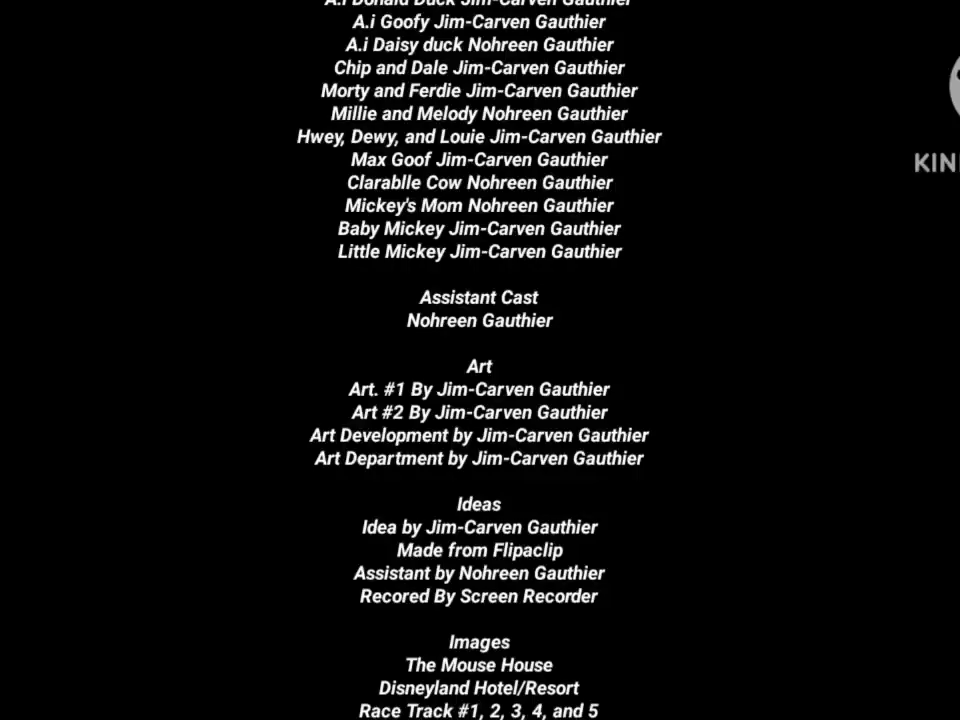 A.i Donald Duck Jim-Carven Gauthier
A.i Goofy Jim-Carven Gauthier
A.i Daisy duck Nohreen Gauthier
Chip and Dale Jim-Carven Gauthier
Morty and Ferdie Jim-Carven Gauthier
Millie and Melody Nohreen Gauthier
Hwey, Dewy, and Louie Jim-Carven Gauthier
Max Goof Jim-Carven Gauthier
Clarablle Cow Nohreen Gauthier
Mickey's Mom Nohreen Gauthier
Baby Mickey Jim-Carven Gauthier
Little Mickey Jim-Carven Gauthier
Assistant Cast
Nohreen Gauthier
Art
Art. #1 By Jim-Carven Gauthier
Art #2 By Jim-Carven Gauthier
Art Development by Jim-Carven Gauthier
Art Department by Jim-Carven Gauthier
Ideas
Idea by Jim-Carven Gauthier
Made from Flipaclip
Assistant by Nohreen Gauthier
Recored By Screen Recorder
Images
The Mouse House
Disneyland Hotel/Resort
Race Track #1, 2, 3, 4, and 5
KIN